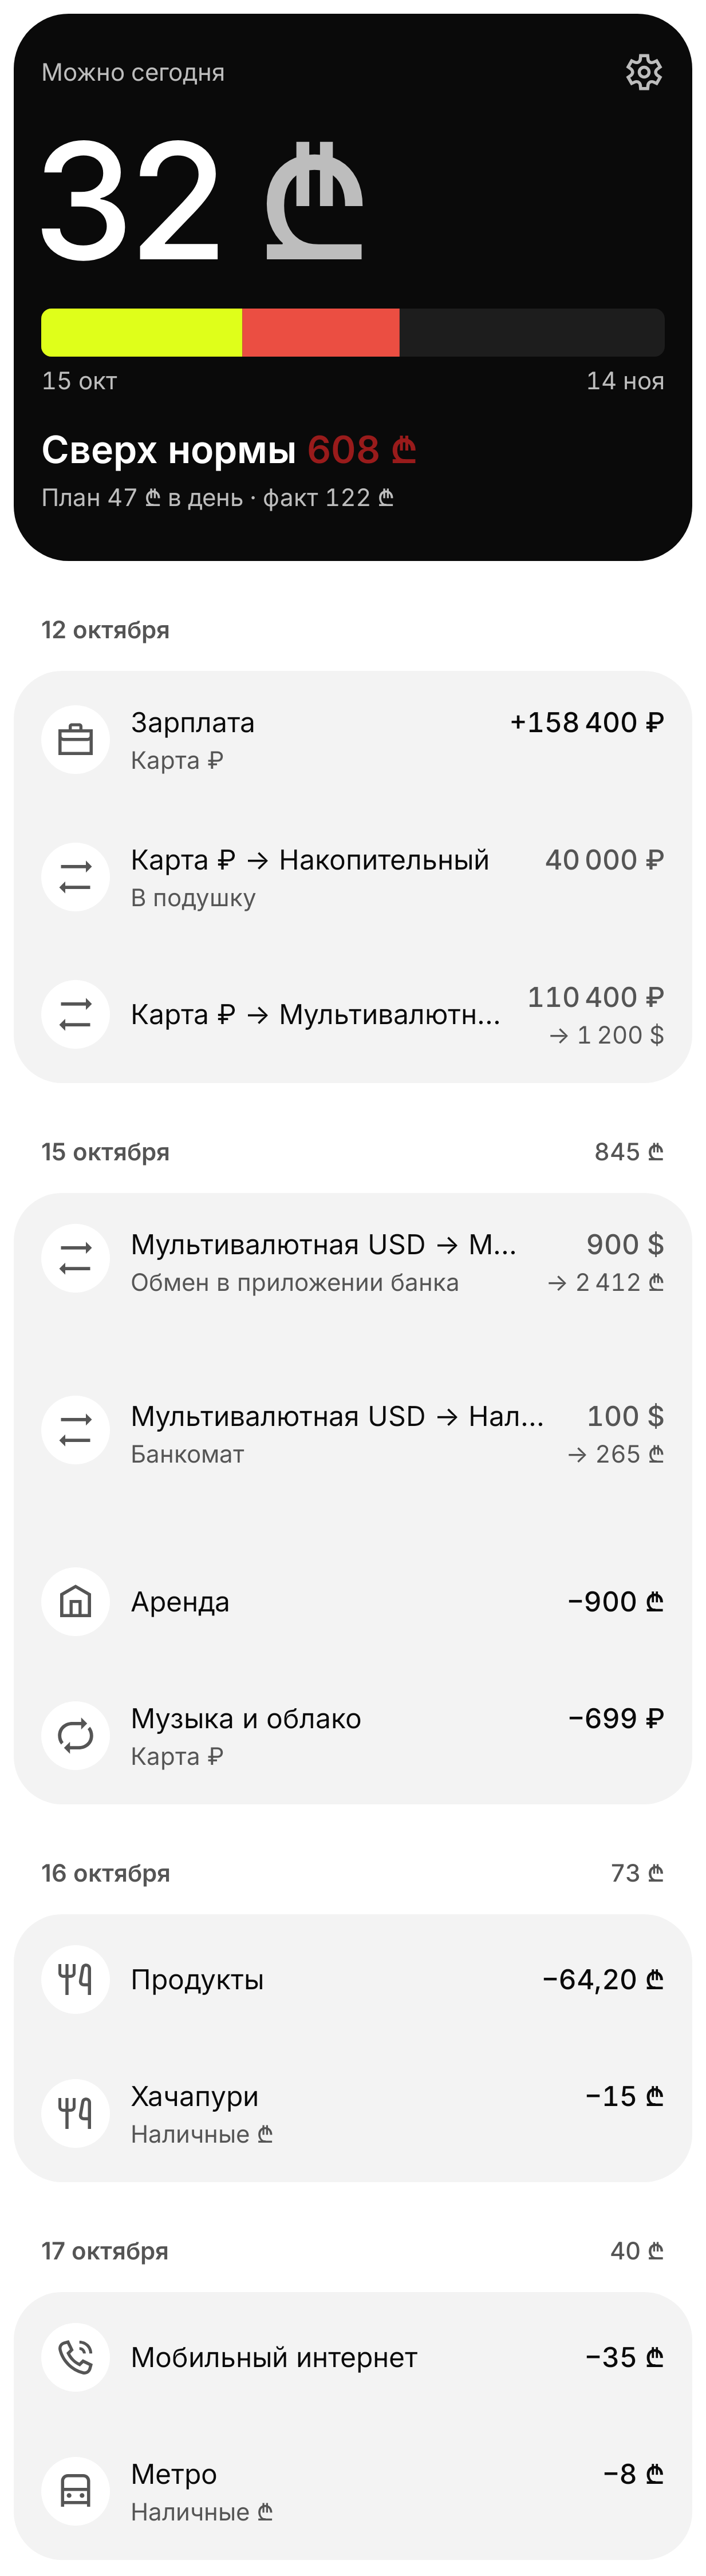 Можно сегодня
32 ₾
15 окт 14 ноя
Сверх нормы 608 ₾
План 47 ₾ в день · факт 122 ₾
12 октября
Зарплата +158 400 ₽
Карта ₽
Карта ₽ → Накопительный 40 000 ₽
В подушку
Карта ₽ → Мультивалютн... 110 400 ₽
→ 1 200 $
15 октября 845 ₾
Мультивалютная USD → М... 900 $
Обмен в приложении банка → 2 412 ₾
Мультивалютная USD → Нал... 100 $
Банкомат → 265 ₾
Аренда −900 ₾
Музыка и облако −699 ₽
Карта ₽
16 октября 73 ₾
Продукты −64,20 ₾
Хачапури −15 ₾
Наличные ₾
17 октября 40 ₾
Мобильный интернет −35 ₾
Метро −8 ₾
Наличные ₾